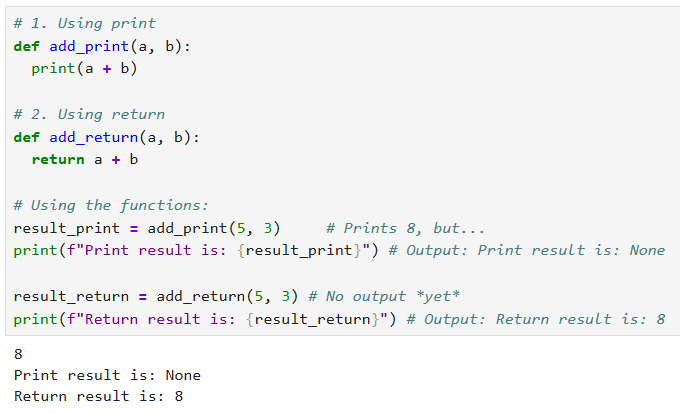 # 1. Using print
def add_print(a, b):
  print(a + b)

# 2. Using return
def add_return(a, b):
  return a + b

# Using the functions:
result_print = add_print(5, 3)     # Prints 8, but...
print(f"Print result is: {result_print}") # Output: Print result is: None

result_return = add_return(5, 3) # No output *yet*
print(f"Return result is: {result_return}") # Output: Return result is: 8
8
Print result is: None
Return result is: 8